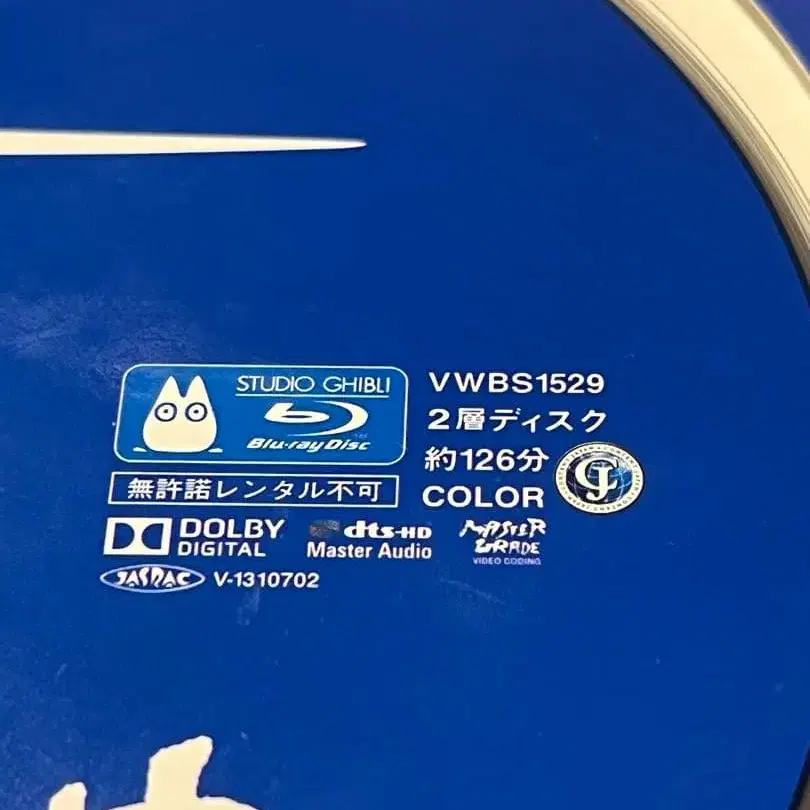 STUDIO GHIBLI
Blu-ray Disc
VWBS1529
2層ディスク
約126分
COLOR
無許諾レンタル不可
DOLBY
DIGITAL
dts-HD
Master Audio
MASTER
GRADE
VIDEO CODING
JASRAC V-1310702